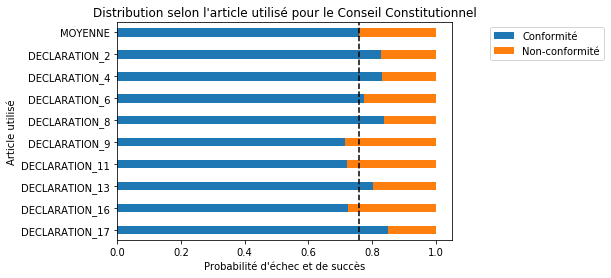 Distribution selon l'article utilisé pour le Conseil Constitutionnel
Conformité
Non-conformité
Article utilisé
MOYENNE
DECLARATION_2
DECLARATION_4
DECLARATION_6
DECLARATION_8
DECLARATION_9
DECLARATION_11
DECLARATION_13
DECLARATION_16
DECLARATION_17
0.0 0.2 0.4 0.6 0.8 1.0
Probabilité d'échec et de succès